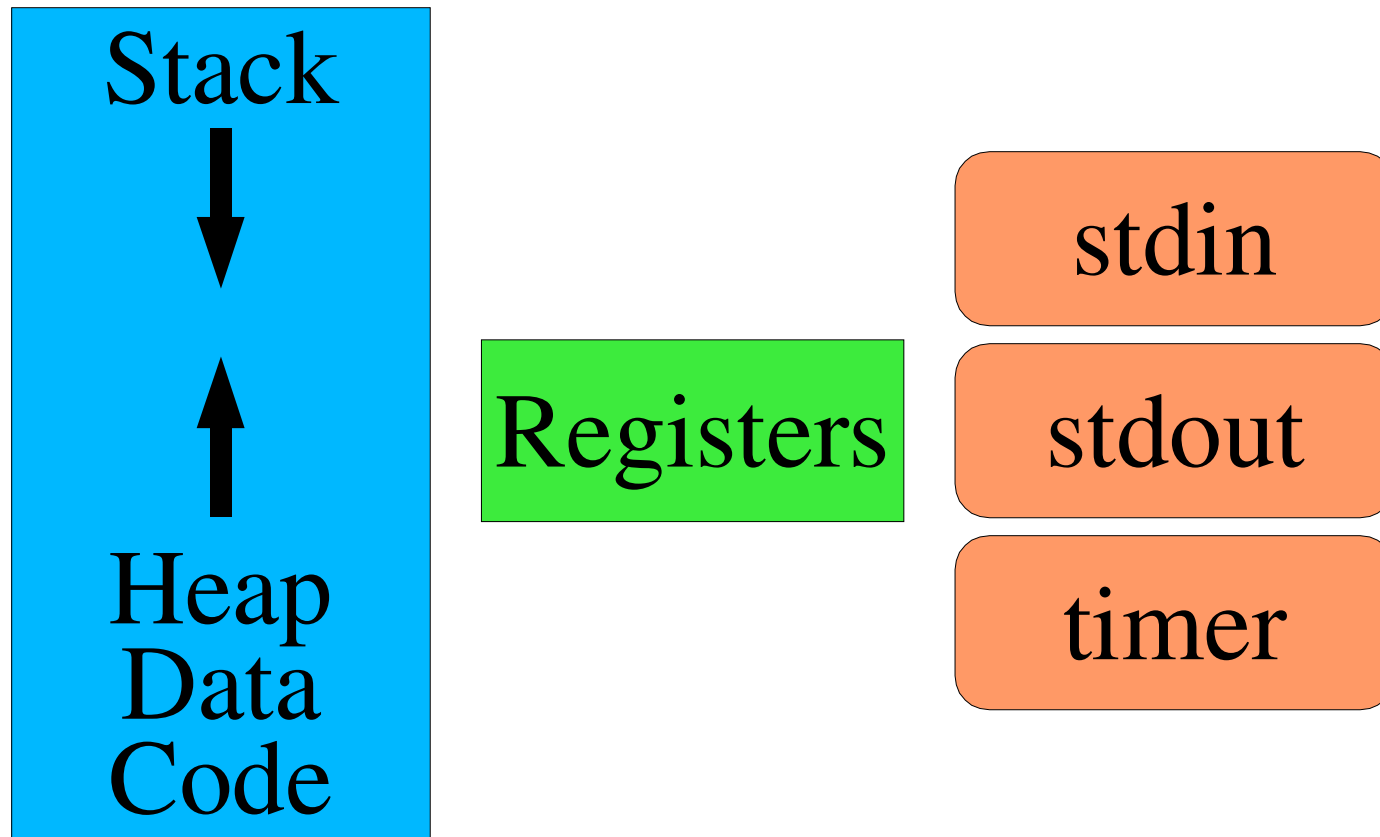 Stack
Heap
Data
Code
Registers
stdin
stdout
timer